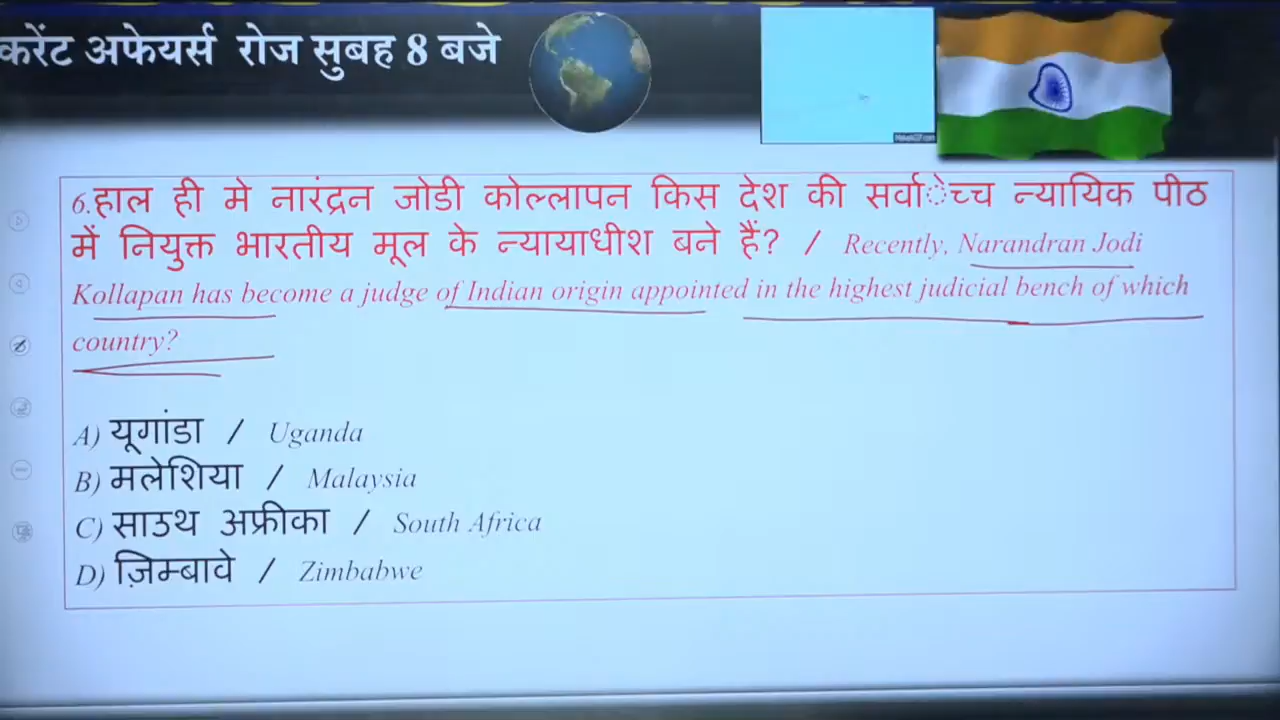 करेंट अफेयर्स रोज सुबह 8 बजे
6.हाल ही मे नारंद्रन जोडी कोल्लापन किस देश की सर्वाेच्च न्यायिक पीठ
में नियुक्त भारतीय मूल के न्यायाधीश बने हैं? / Recently, Narandran Jodi
Kollapan has become a judge of Indian origin appointed in the highest judicial bench of which
country?
A) यूगांडा / Uganda
B) मलेशिया / Malaysia
C) साउथ अफ्रीका / South Africa
D) ज़िम्बावे / Zimbabwe